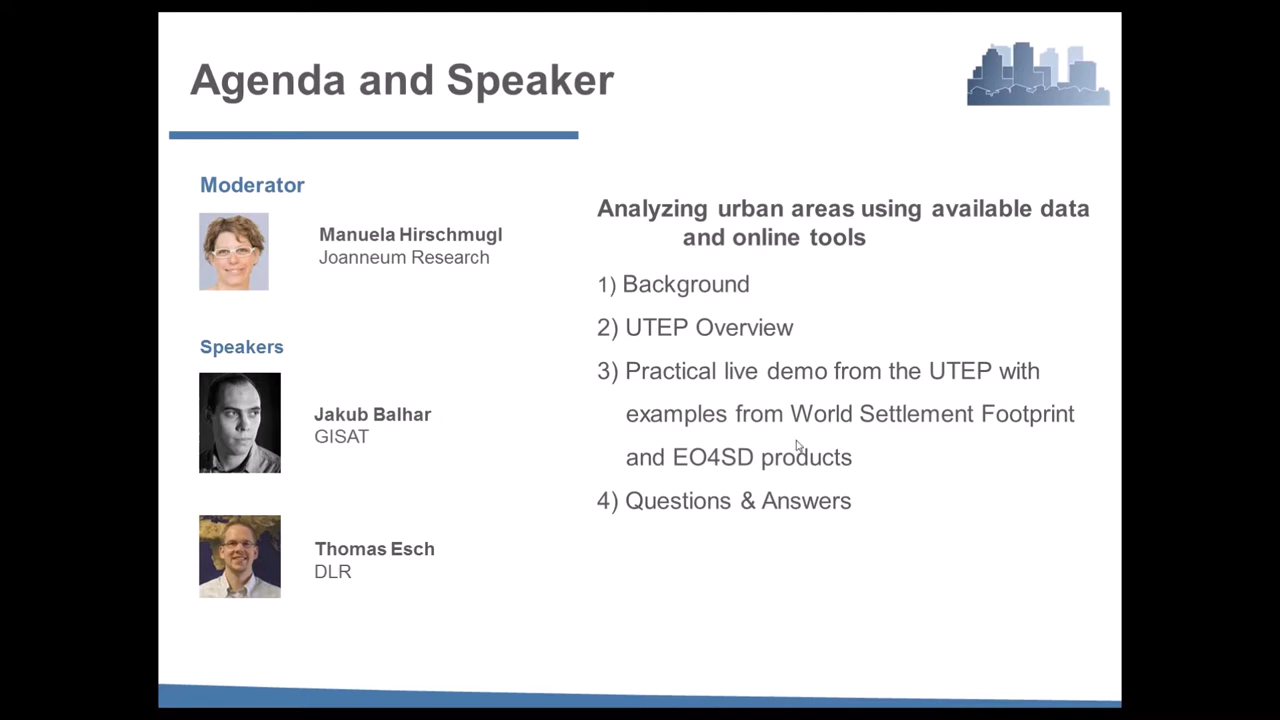 Agenda and Speaker
Moderator
Manuela Hirschmugl
Joanneum Research
Speakers
Jakub Balhar
GISAT
Thomas Esch
DLR
Analyzing urban areas using available data
and online tools
1) Background
2) UTEP Overview
3) Practical live demo from the UTEP with
examples from World Settlement Footprint
and EO4SD products
4) Questions & Answers